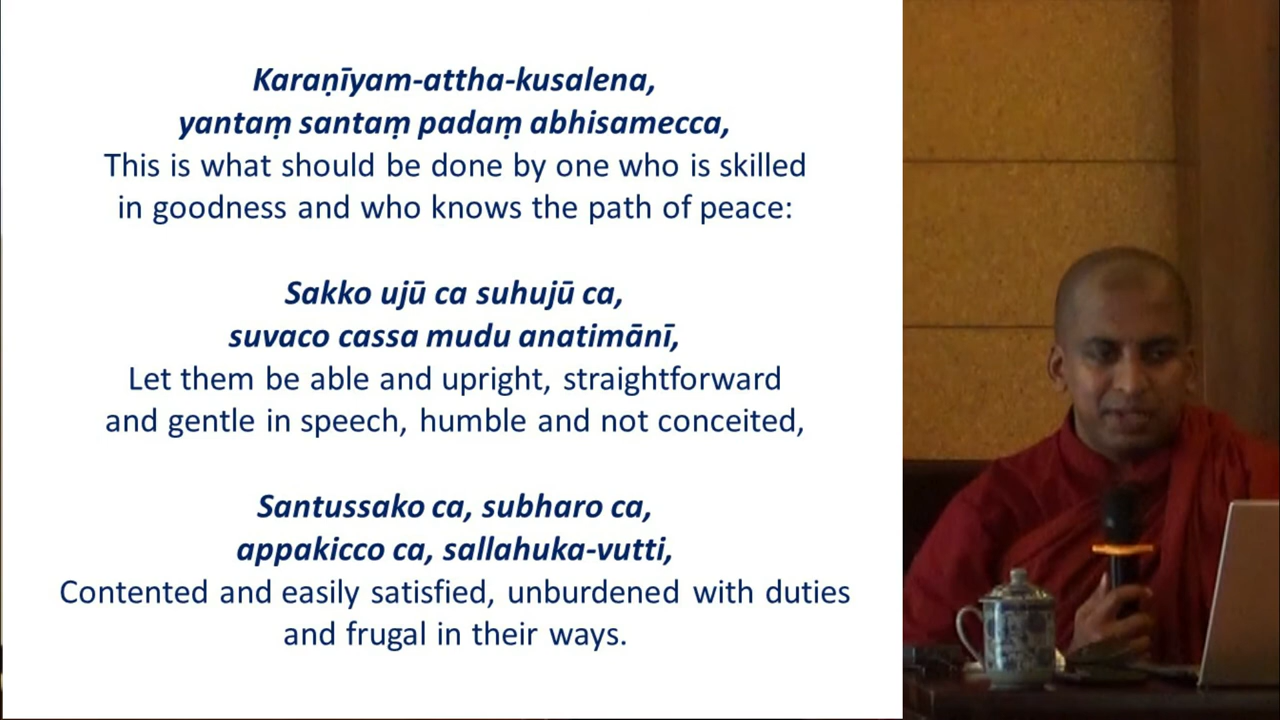 Karaṇīyam-attha-kusalena,
yantaṃ santaṃ padaṃ abhisamecca,
This is what should be done by one who is skilled
in goodness and who knows the path of peace:
Sakko ujū ca suhujū ca,
suvaco cassa mudu anatimānī,
Let them be able and upright, straightforward
and gentle in speech, humble and not conceited,
Santussako ca, subharo ca,
appakicco ca, sallahuka-vutti,
Contented and easily satisfied, unburdened with duties
and frugal in their ways.